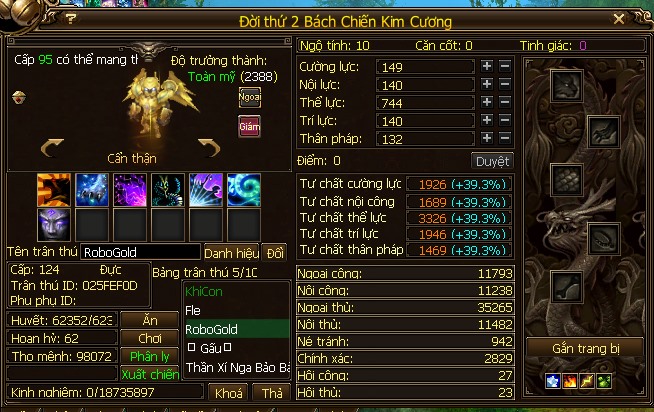 ?
Đời thứ 2 Bách Chiến Kim Cương
Cấp 95 có thể mang th
Độ trưởng thành:
Toàn mỹ (2388)
Ngoại
Giám
Cẩn thận
Tên trân thú RoboGold Danh hiệu Đổi
Cấp: 124 Đực
Trân thú ID: 025FEF0D
Phu phụ ID:
Huyết: 62352/623 Ăn
Hoan hỷ: 62 Chơi
Thọ mệnh: 98072 Phân ly
Xuất chiến
Kinh nghiệm: 0/18735897 Khoá Thả
Bảng trân thú 5/10
KhiCon
Fle
RoboGold
Gấu
Thần Xí Nga Bảo Bả
Ngộ tính: 10 Căn cốt: 0 Tinh giác: 0
Cường lực: 149
Nội lực: 140
Thể lực: 744
Trí lực: 140
Thân pháp: 132
Điểm: 0 Duyệt
Tư chất cường lực 1926 (+39.3%)
Tư chất nội công 1689 (+39.3%)
Tư chất thể lực 3326 (+39.3%)
Tư chất trí lực 1946 (+39.3%)
Tư chất thân pháp 1469 (+39.3%)
Ngoại công: 11793
Nội công: 11238
Ngoại thủ: 35265
Nội thủ: 11482
Né tránh: 942
Chính xác: 2829
Hội công: 27
Hội thủ: 23
Gắn trang bị